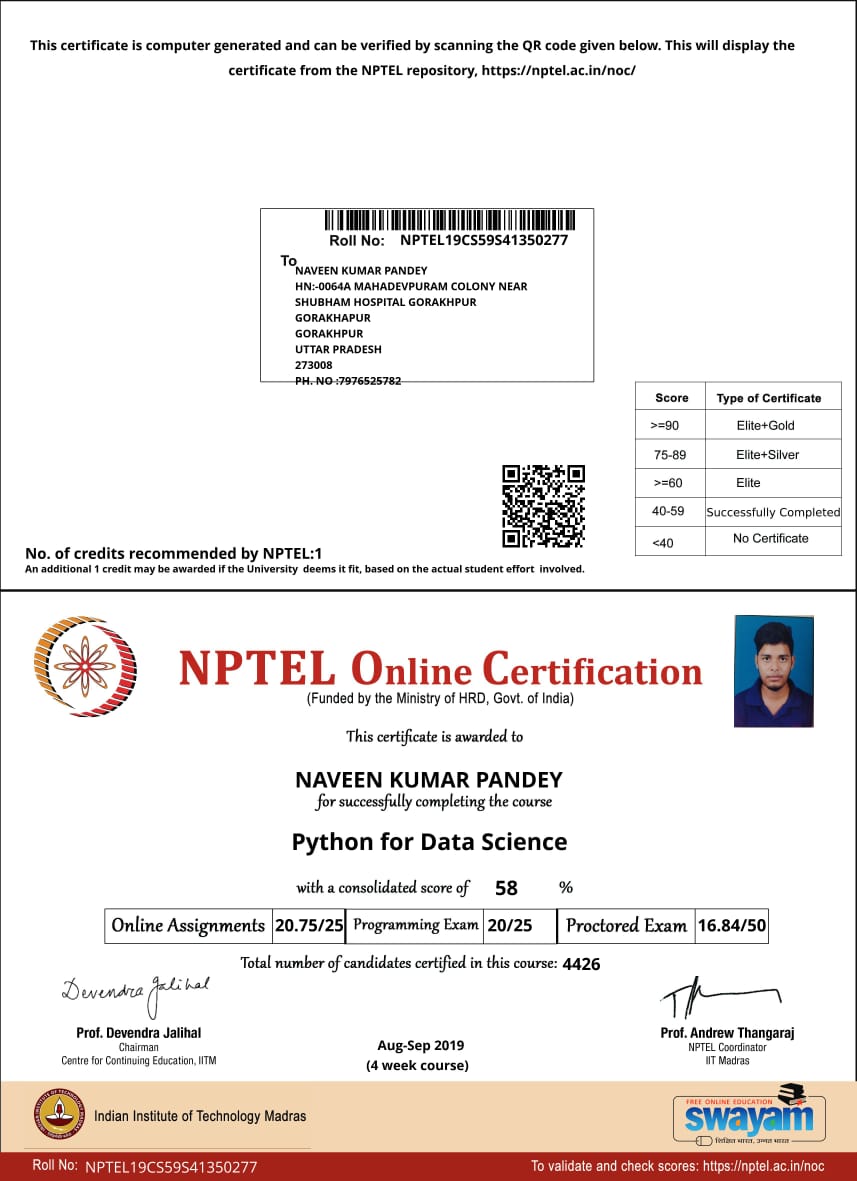 This certificate is computer generated and can be verified by scanning the QR code given below. This will display the
certificate from the NPTEL repository, https://nptel.ac.in/noc/
Roll No: NPTEL19CS59S41350277
To
NAVEEN KUMAR PANDEY
HN:-0064A MAHADEVPURAM COLONY NEAR
SHUBHAM HOSPITAL GORAKHPUR
GORAKHAPUR
GORAKHPUR
UTTAR PRADESH
273008
PH. NO :7976525782
Score Type of Certificate
>=90 Elite+Gold
75-89 Elite+Silver
>=60 Elite
40-59 Successfully Completed
<40 No Certificate
No. of credits recommended by NPTEL:1
An additional 1 credit may be awarded if the University deems it fit, based on the actual student effort involved.
NPTEL Online Certification
(Funded by the Ministry of HRD, Govt. of India)
This certificate is awarded to
NAVEEN KUMAR PANDEY
for successfully completing the course
Python for Data Science
with a consolidated score of 58 %
Online Assignments 20.75/25 Programming Exam 20/25 Proctored Exam 16.84/50
Total number of candidates certified in this course: 4426
Devendra Jalihal
Prof. Devendra Jalihal
Chairman
Centre for Continuing Education, IITM
Aug-Sep 2019
(4 week course)
Prof. Andrew Thangaraj
NPTEL Coordinator
IIT Madras
Indian Institute of Technology Madras
FREE ONLINE EDUCATION
swayam
शिक्षित भारत, उन्नत भारत
Roll No: NPTEL19CS59S41350277
To validate and check scores: https://nptel.ac.in/noc